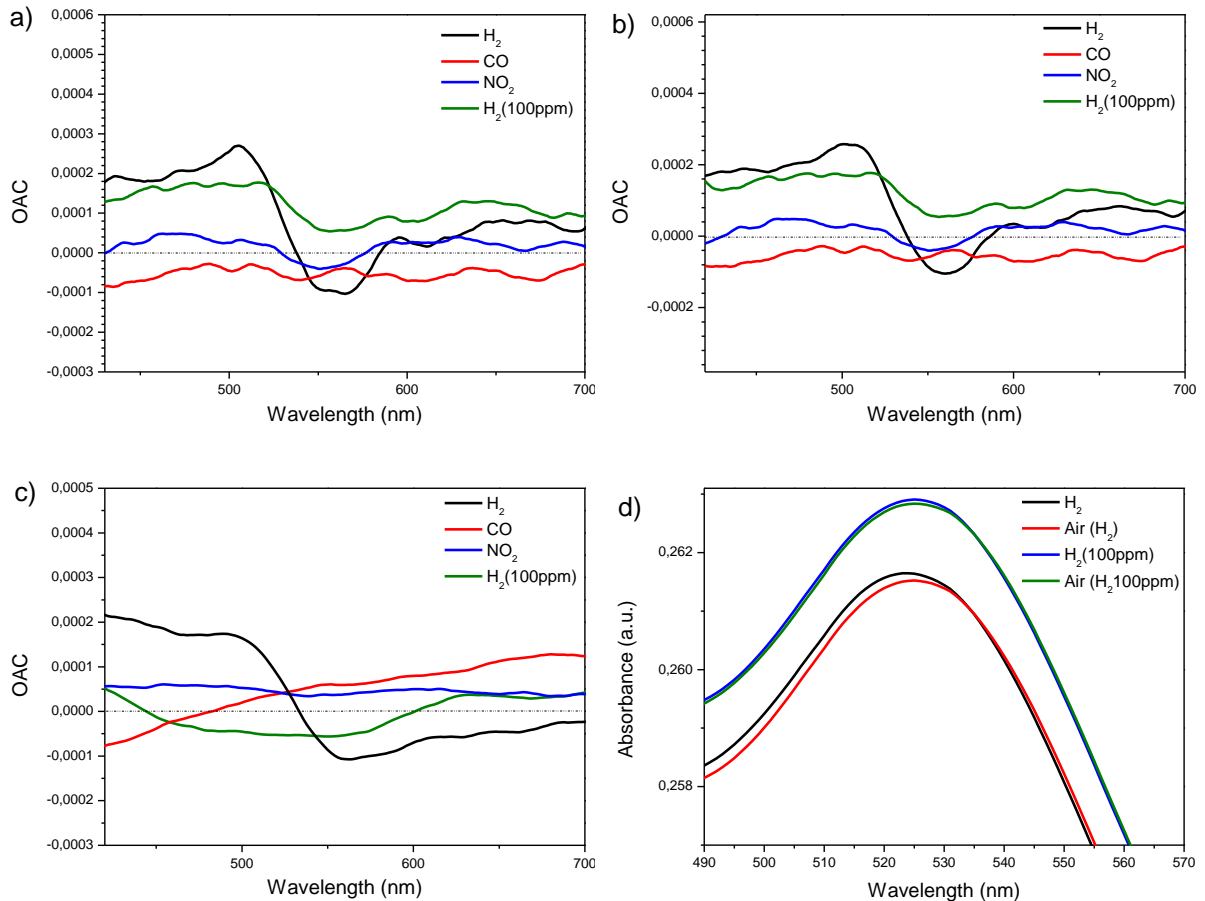 a)
0,0006
0,0005
0,0004
0,0003
0,0002
0,0001
0,0000
-0,0001
-0,0002
-0,0003
OAC
500
600
700
Wavelength (nm)
H2
CO
NO2
H2(100ppm)
b)
0,0006
0,0004
0,0002
0,0000
-0,0002
OAC
500
600
700
Wavelength (nm)
H2
CO
NO2
H2(100ppm)
c)
0,0005
0,0004
0,0003
0,0002
0,0001
0,0000
-0,0001
-0,0002
-0,0003
OAC
500
600
700
Wavelength (nm)
H2
CO
NO2
H2(100ppm)
d)
0,262
0,260
0,258
Absorbance (a.u.)
490
500
510
520
530
540
550
560
570
Wavelength (nm)
H2
Air (H2)
H2(100ppm)
Air (H2100ppm)